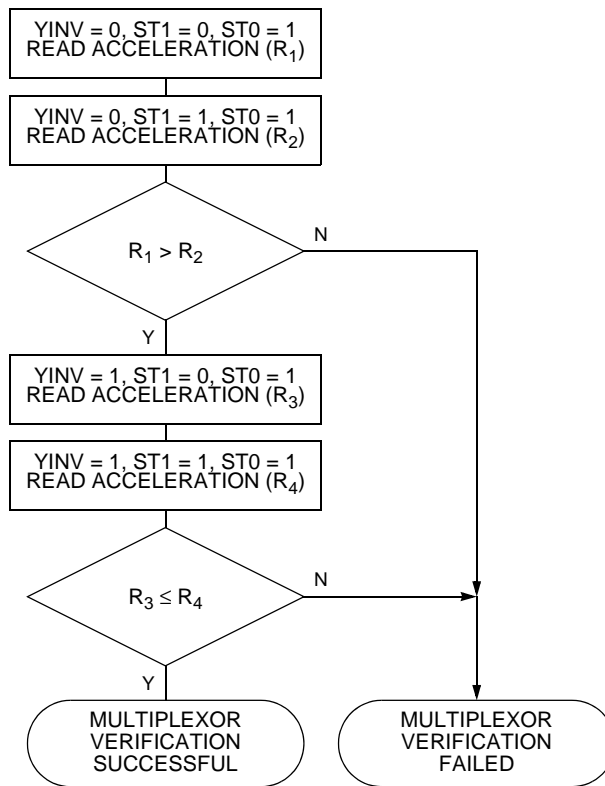 YINV = 0, ST1 = 0, ST0 = 1
READ ACCELERATION (R1)
YINV = 0, ST1 = 1, ST0 = 1
READ ACCELERATION (R2)
R1 > R2
N
Y
YINV = 1, ST1 = 0, ST0 = 1
READ ACCELERATION (R3)
YINV = 1, ST1 = 1, ST0 = 1
READ ACCELERATION (R4)
R3 ≤ R4
N
Y
MULTIPLEXOR
VERIFICATION
SUCCESSFUL
MULTIPLEXOR
VERIFICATION
FAILED